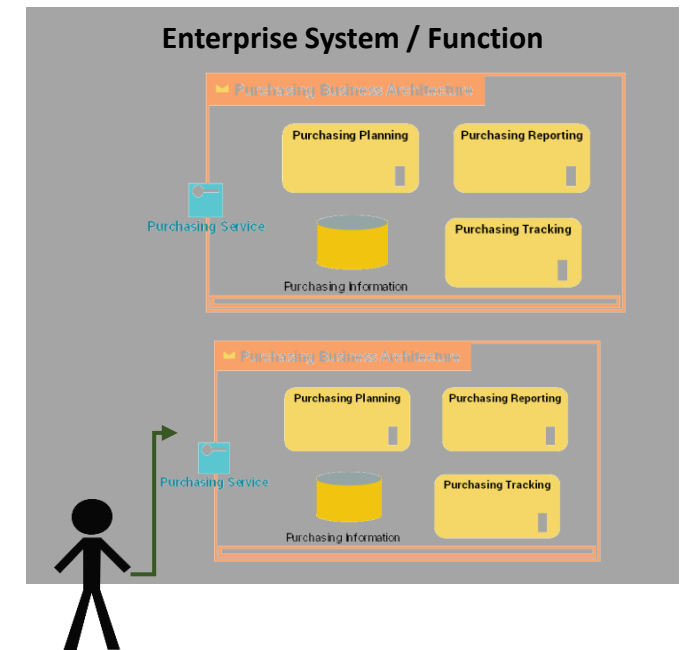 Enterprise System / Function
Purchasing Business Architecture
Purchasing Planning
Purchasing Reporting
Purchasing Service
Purchasing Tracking
Purchasing Information
Purchasing Business Architecture
Purchasing Planning
Purchasing Reporting
Purchasing Service
Purchasing Tracking
Purchasing Information